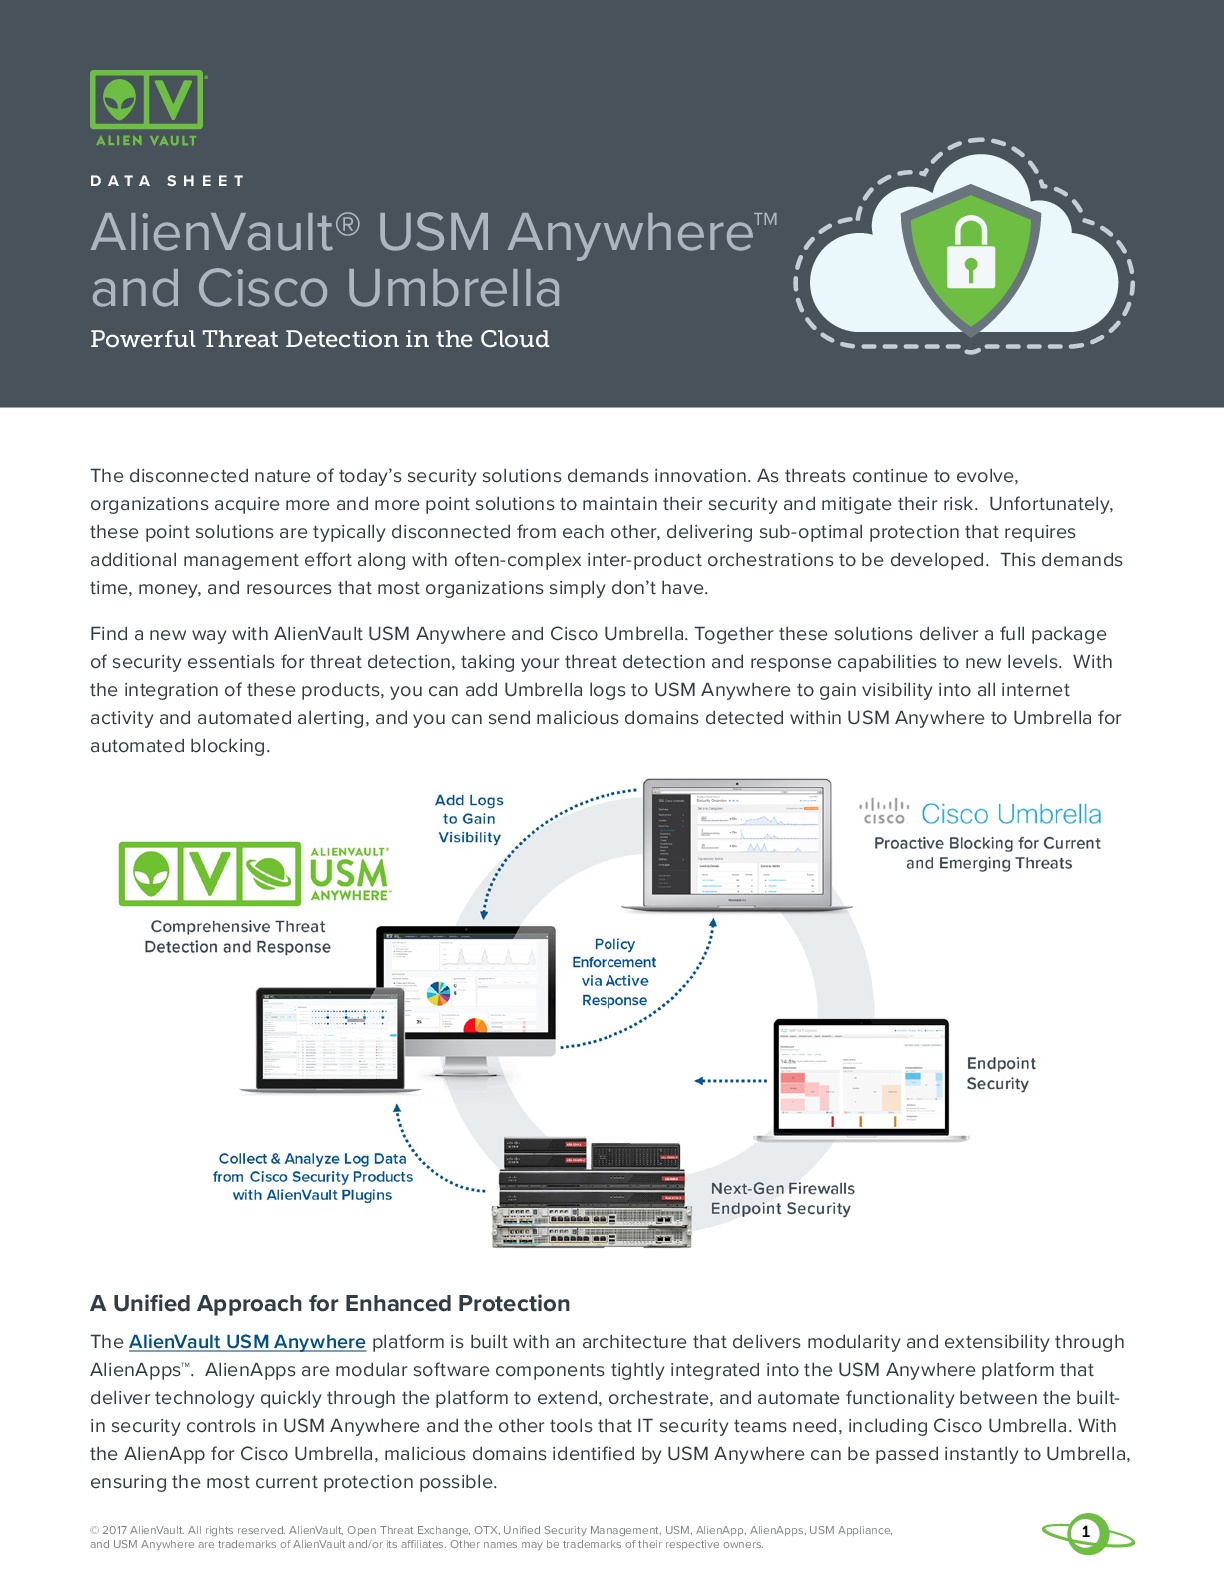 ALIEN VAULT
DATA SHEET
AlienVault® USM Anywhere™
and Cisco Umbrella
Powerful Threat Detection in the Cloud
The disconnected nature of today’s security solutions demands innovation. As threats continue to evolve,
organizations acquire more and more point solutions to maintain their security and mitigate their risk.  Unfortunately,
these point solutions are typically disconnected from each other, delivering sub-optimal protection that requires
additional management effort along with often-complex inter-product orchestrations to be developed.  This demands
time, money, and resources that most organizations simply don’t have.
Find a new way with AlienVault USM Anywhere and Cisco Umbrella. Together these solutions deliver a full package
of security essentials for threat detection, taking your threat detection and response capabilities to new levels.  With
the integration of these products, you can add Umbrella logs to USM Anywhere to gain visibility into all internet
activity and automated alerting, and you can send malicious domains detected within USM Anywhere to Umbrella for
automated blocking.
Add Logs
to Gain
Visibility
Security Overview
CISCO Cisco Umbrella
Proactive Blocking for Current
and Emerging Threats
ALIENVAULT®
USM
ANYWHERE™
Comprehensive Threat
Detection and Response
Policy
Enforcement
via Active
Response
Endpoint
Security
Collect & Analyze Log Data
from Cisco Security Products
with AlienVault Plugins
Next-Gen Firewalls
Endpoint Security
A Unified Approach for Enhanced Protection
The AlienVault USM Anywhere platform is built with an architecture that delivers modularity and extensibility through
AlienApps™.  AlienApps are modular software components tightly integrated into the USM Anywhere platform that
deliver technology quickly through the platform to extend, orchestrate, and automate functionality between the built-
in security controls in USM Anywhere and the other tools that IT security teams need, including Cisco Umbrella. With
the AlienApp for Cisco Umbrella, malicious domains identified by USM Anywhere can be passed instantly to Umbrella,
ensuring the most current protection possible.
© 2017 AlienVault. All rights reserved. AlienVault, Open Threat Exchange, OTX, Unified Security Management, USM, AlienApp, AlienApps, USM Appliance,
and USM Anywhere are trademarks of AlienVault and/or its affiliates. Other names may be trademarks of their respective owners.
1